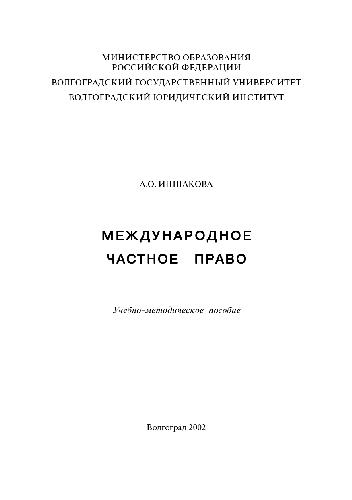 МИНИСТЕРСТВО ОБРАЗОВАНИЯ
РОССИЙСКОЙ ФЕДЕРАЦИИ
ВОЛГОГРАДСКИЙ ГОСУДАРСТВЕННЫЙ УНИВЕРСИТЕТ
ВОЛГОГРАДСКИЙ ЮРИДИЧЕСКИЙ ИНСТИТУТ
А.О. ИНШАКОВА
МЕЖДУНАРОДНОЕ
ЧАСТНОЕ ПРАВО
Учебно-методическое пособие
Волгоград 2002